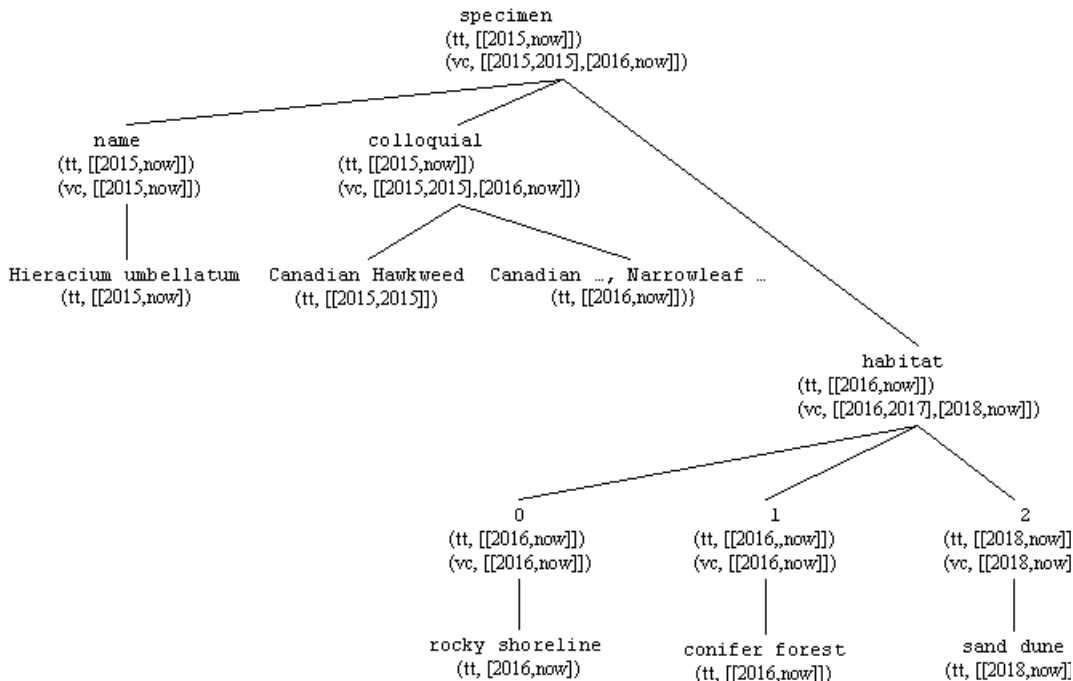 specimen
(tt, [[2015,now]])
(vc, [[2015,2015],[2016,now]])
name
(tt, [[2015,now]])
(vc, [[2015,now]])
colloquial
(tt, [[2015,now]])
(vc, [[2015,2015],[2016,now]])
Hieracium umbellatum
(tt, [[2015,now])
Canadian Hawkweed
(tt, [[2015,2015]])
Canadian …, Narrowleaf …
(tt, [[2016,now]])}
habitat
(tt, [[2016,now]])
(vc, [[2016,2017],[2018,now]])
0
(tt, [[2016,now]])
(vc, [[2016,now]])
1
(tt, [[2016,,now]])
(vc, [[2016,now]])
2
(tt, [[2018,now]]
(vc, [[2018,now]
rocky shoreline
(tt, [2016,now])
conifer forest
(tt, [[2016,now]])
sand dune
(tt, [[2018,now]]